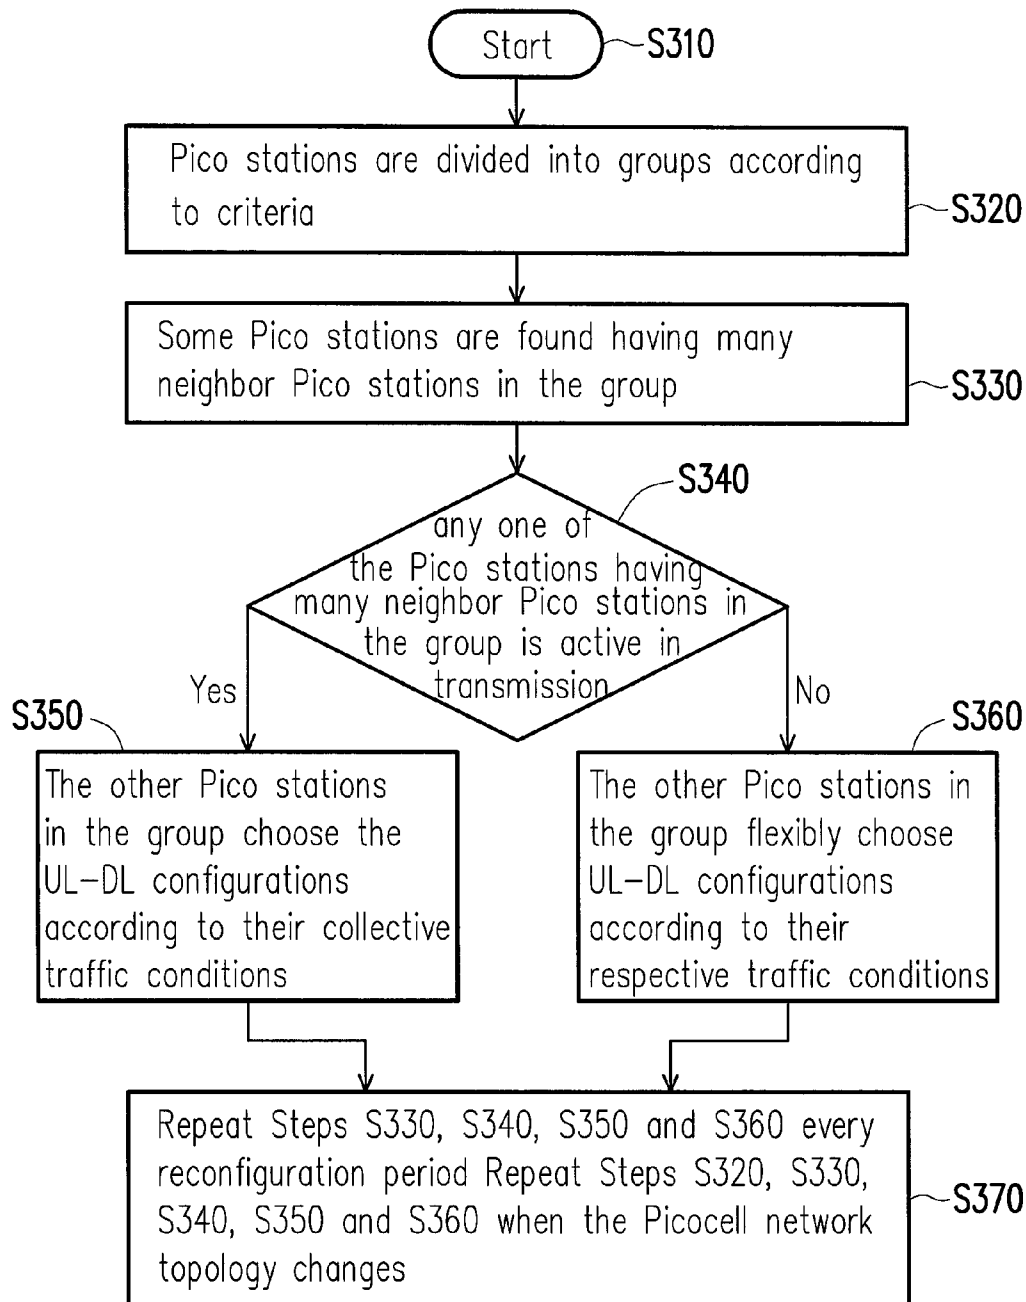 Start
S310
Pico stations are divided into groups according
to criteria
S320
Some Pico stations are found having many
neighbor Pico stations in the group
S330
S340
any one of
the Pico stations having
many neighbor Pico stations in
the group is active in
transmission
Yes
No
S350
The other Pico stations
in the group choose the
UL-DL configurations
according to their collective
traffic conditions
S360
The other Pico stations in
the group flexibly choose
UL-DL configurations
according to their
respective traffic conditions
Repeat Steps S330, S340, S350 and S360 every
reconfiguration period Repeat Steps S320, S330,
S340, S350 and S360 when the Picocell network
topology changes
S370